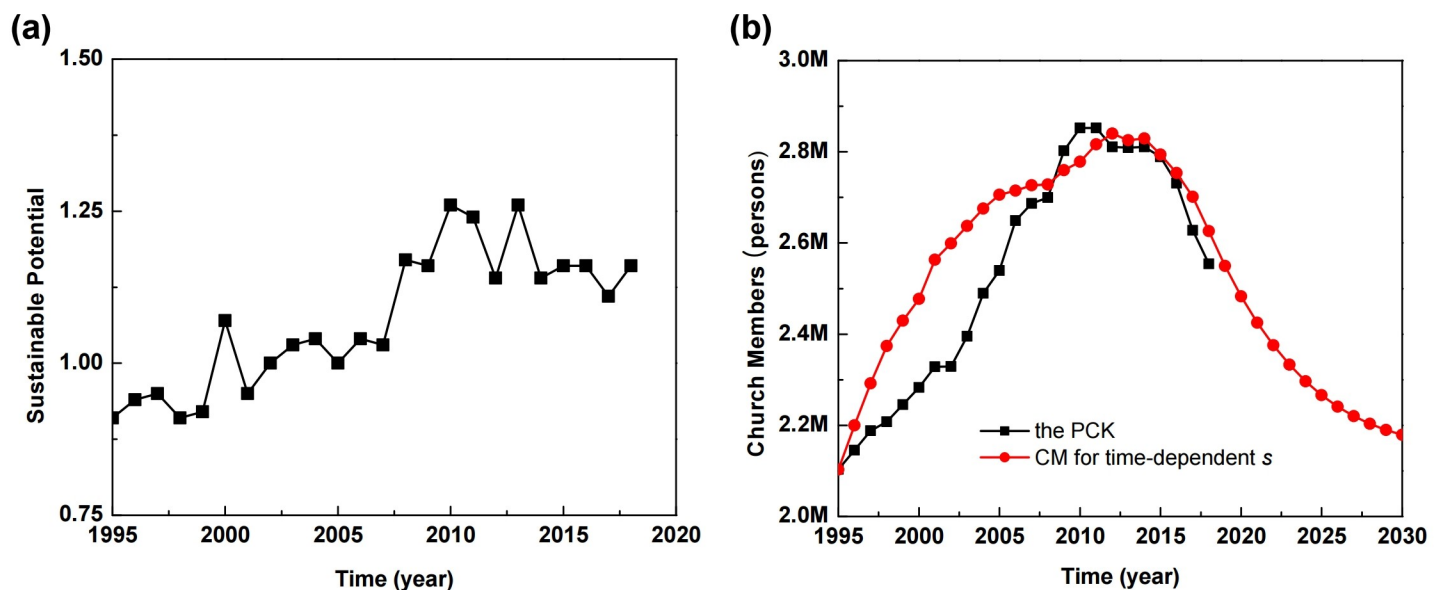 (a)
1.50
1.25
1.00
0.75
Sustainable Potential
1995 2000 2005 2010 2015 2020
Time (year)
(b)
3.0M
2.8M
2.6M
2.4M
2.2M
2.0M
Church Members (persons)
the PCK
CM for time-dependent s
1995 2000 2005 2010 2015 2020 2025 2030
Time (year)